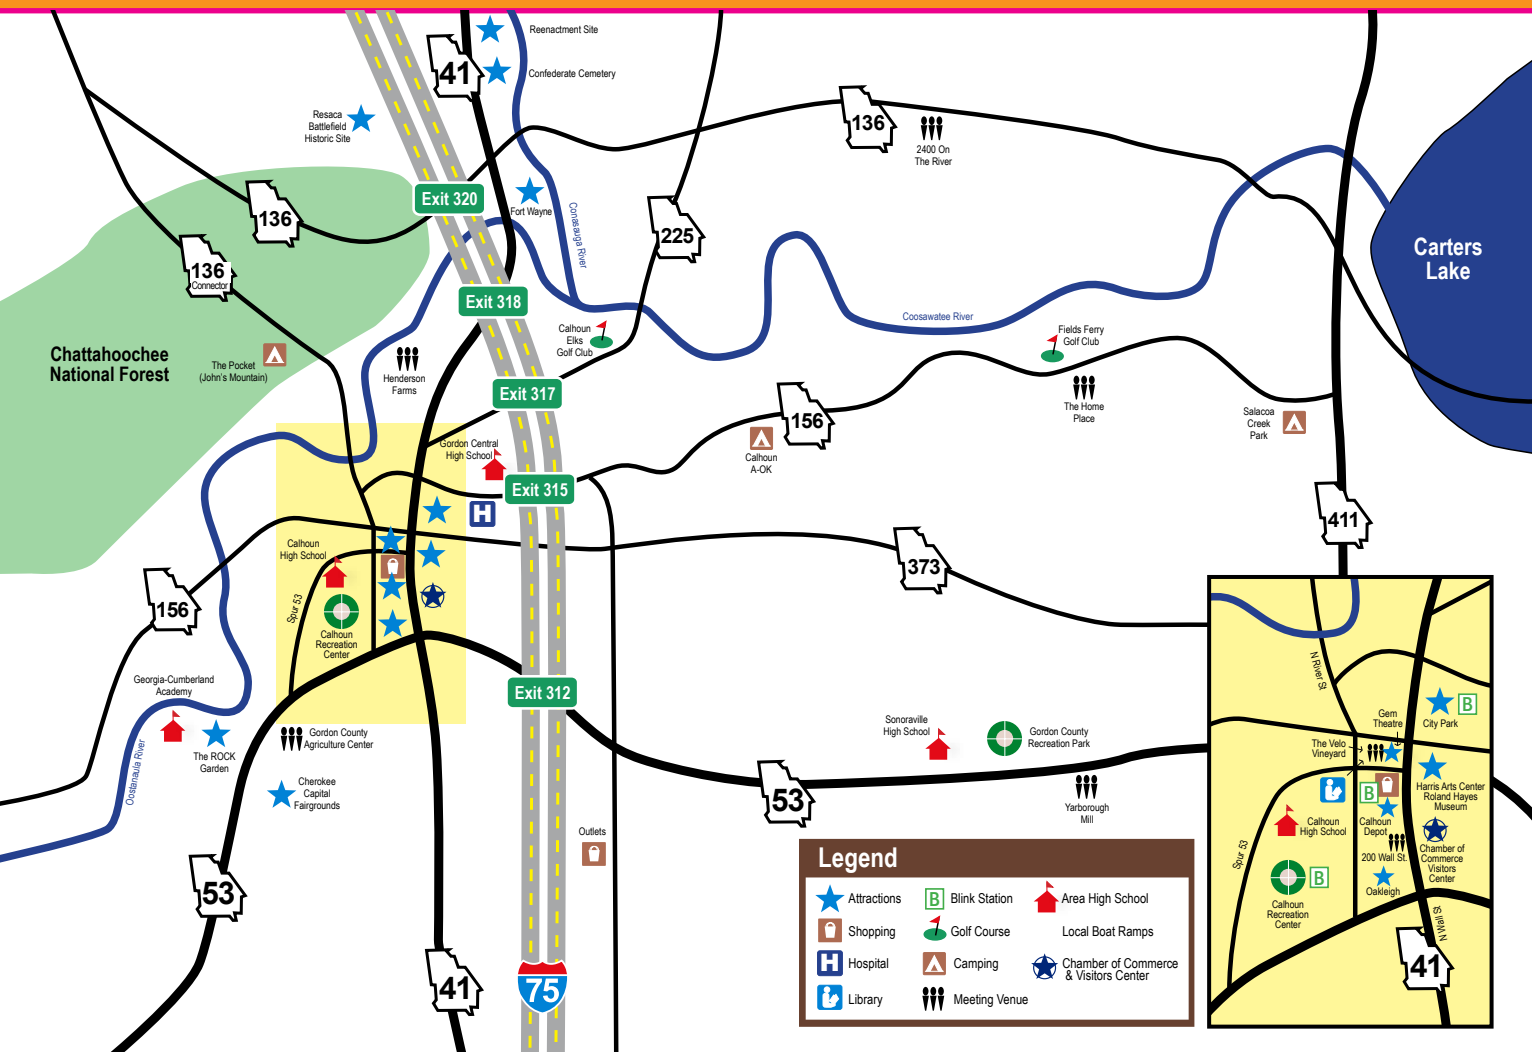 Reenactment Site
41
Confederate Cemetery
Resaca
Battlefield
Historic Site
136
2400 On
The River
Exit 320
Fort Wayne
Conasauga River
136
225
136
Connector
Carters
Lake
Exit 318
Coosawatee River
Calhoun
Elks
Golf Club
Fields Ferry
Golf Club
Chattahoochee
National Forest
The Pocket
(John's Mountain)
Henderson
Farms
Exit 317
The Home
Place
156
Salacoa
Creek
Park
Gordon Central
High School
Calhoun
A-OK
Exit 315
H
411
Calhoun
High School
373
156
Spur 53
Calhoun
Recreation
Center
Georgia-Cumberland
Academy
Exit 312
The ROCK
Garden
Gordon County
Agriculture Center
Sonoraville
High School
Gordon County
Recreation Park
Oostanaula River
Cherokee
Capital
Fairgrounds
53
Yarborough
Mill
Outlets
53
41
75
Legend
Attractions
B
Blink Station
Area High School
Shopping
Golf Course
Local Boat Ramps
H
Hospital
Camping
Chamber of Commerce
& Visitors Center
Library
Meeting Venue
N River St
B
City Park
Gem
Theatre
The Velo
Vineyard
Harris Arts Center
Roland Hayes
Museum
B
Calhoun
High School
Calhoun
Depot
Spur 53
200 Wall St.
Chamber of
Commerce
Visitors
Center
B
Oakleigh
Calhoun
Recreation
Center
N Wall St
41